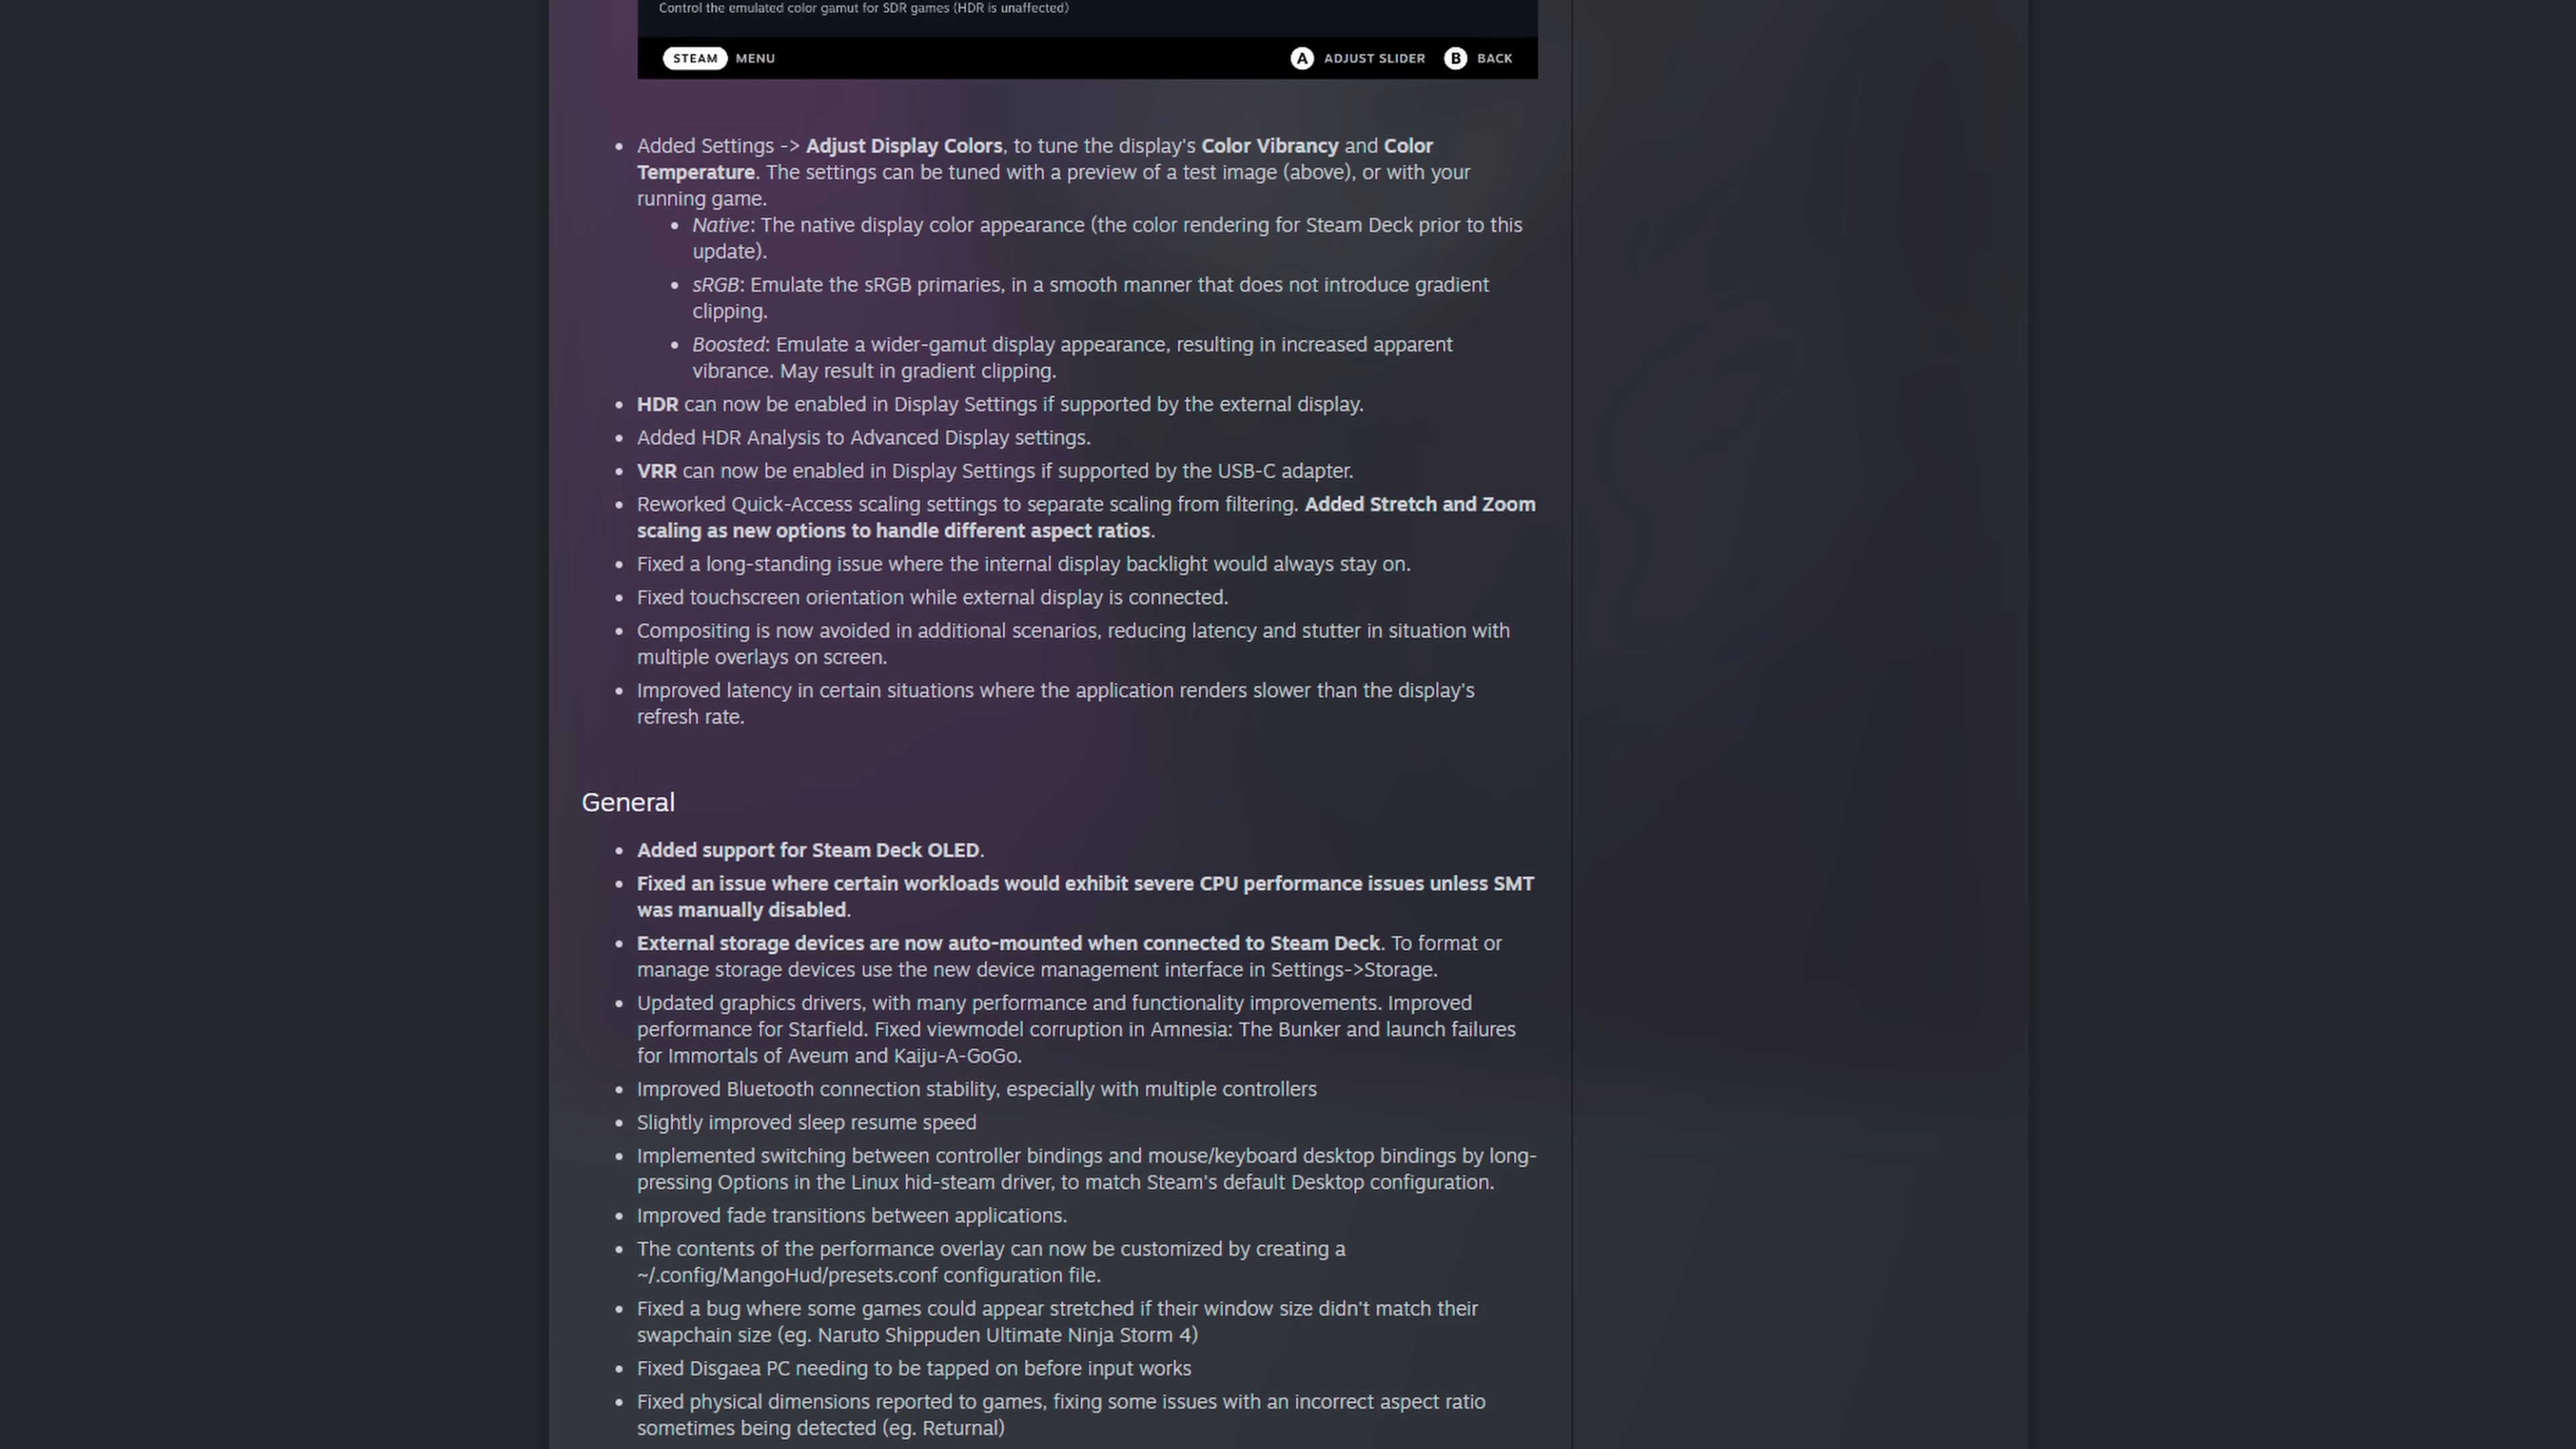 Control the emulated color gamut for SDR games (HDR is unaffected)
STEAM MENU A ADJUST SLIDER B BACK
Added Settings -> Adjust Display Colors, to tune the display's Color Vibrancy and Color
Temperature. The settings can be tuned with a preview of a test image (above), or with your
running game.
Native: The native display color appearance (the color rendering for Steam Deck prior to this
update).
sRGB: Emulate the sRGB primaries, in a smooth manner that does not introduce gradient
clipping.
Boosted: Emulate a wider-gamut display appearance, resulting in increased apparent
vibrance. May result in gradient clipping.
HDR can now be enabled in Display Settings if supported by the external display.
Added HDR Analysis to Advanced Display settings.
VRR can now be enabled in Display Settings if supported by the USB-C adapter.
Reworked Quick-Access scaling settings to separate scaling from filtering. Added Stretch and Zoom
scaling as new options to handle different aspect ratios.
Fixed a long-standing issue where the internal display backlight would always stay on.
Fixed touchscreen orientation while external display is connected.
Compositing is now avoided in additional scenarios, reducing latency and stutter in situation with
multiple overlays on screen.
Improved latency in certain situations where the application renders slower than the display's
refresh rate.
General
Added support for Steam Deck OLED.
Fixed an issue where certain workloads would exhibit severe CPU performance issues unless SMT
was manually disabled.
External storage devices are now auto-mounted when connected to Steam Deck. To format or
manage storage devices use the new device management interface in Settings->Storage.
Updated graphics drivers, with many performance and functionality improvements. Improved
performance for Starfield. Fixed viewmodel corruption in Amnesia: The Bunker and launch failures
for Immortals of Aveum and Kaiju-A-GoGo.
Improved Bluetooth connection stability, especially with multiple controllers
Slightly improved sleep resume speed
Implemented switching between controller bindings and mouse/keyboard desktop bindings by long-
pressing Options in the Linux hid-steam driver, to match Steam's default Desktop configuration.
Improved fade transitions between applications.
The contents of the performance overlay can now be customized by creating a
~/.config/MangoHud/presets.conf configuration file.
Fixed a bug where some games could appear stretched if their window size didn't match their
swapchain size (eg. Naruto Shippuden Ultimate Ninja Storm 4)
Fixed Disgaea PC needing to be tapped on before input works
Fixed physical dimensions reported to games, fixing some issues with an incorrect aspect ratio
sometimes being detected (eg. Returnal)